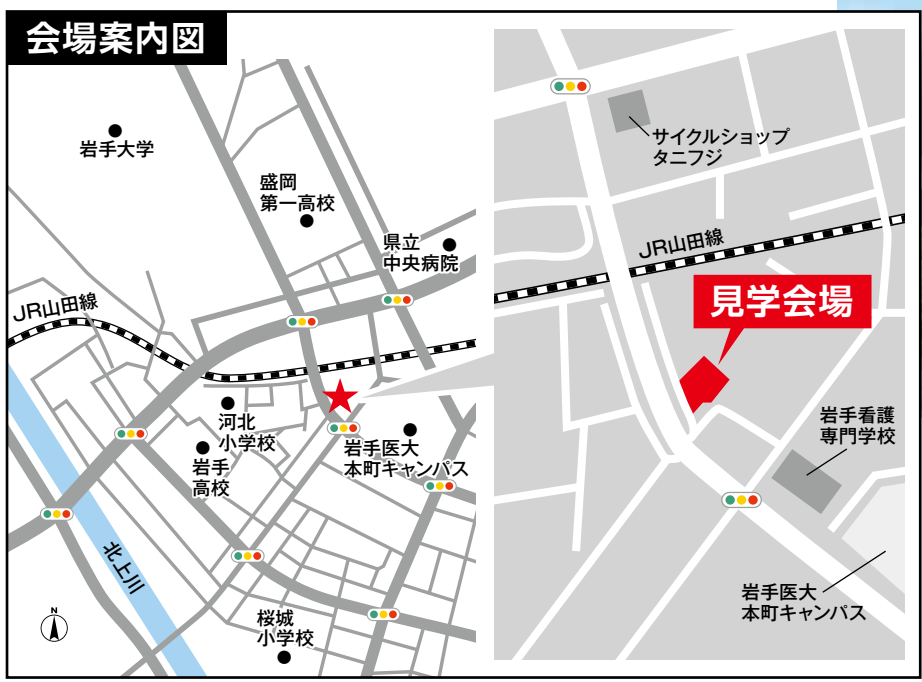 会場案内図
岩手大学
盛岡
第一高校
県立
中央病院
JR山田線
河北
小学校
岩手
高校
岩手医大
本町キャンパス
北上川
桜城
小学校
N
サイクルショップ
タニフジ
JR山田線
見学会場
岩手看護
専門学校
岩手医大
本町キャンパス